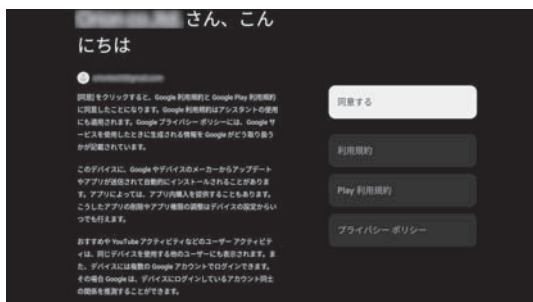 さん、こん
にちは
[同意] をクリックすると、Google 利用規約と Google Play 利用規約
に同意したことになります。Google 利用規約はアシスタントの使用
にも適用されます。Google プライバシー ポリシーには、Google サ
ービスを使用したときに生成される情報を Google がどう取り扱う
かが記載されています。
このデバイスに、Google やデバイスのメーカーからアップデート
やアプリが送信されて自動的にインストールされることがありま
す。アプリによっては、アプリ内購入を提供することもあります。
こうしたアプリの削除やアプリ権限の調整はデバイスの設定からい
つでも行えます。
おすすめや YouTube アクティビティなどのユーザー アクティビテ
ィは、同じデバイスを使用する他のユーザーにも表示されます。ま
た、デバイスには複数の Google アカウントでログインできます。
その場合 Google は、デバイスにログインしているアカウント同士
の関係を推測することができます。
同意する
利用規約
Play 利用規約
プライバシー ポリシー